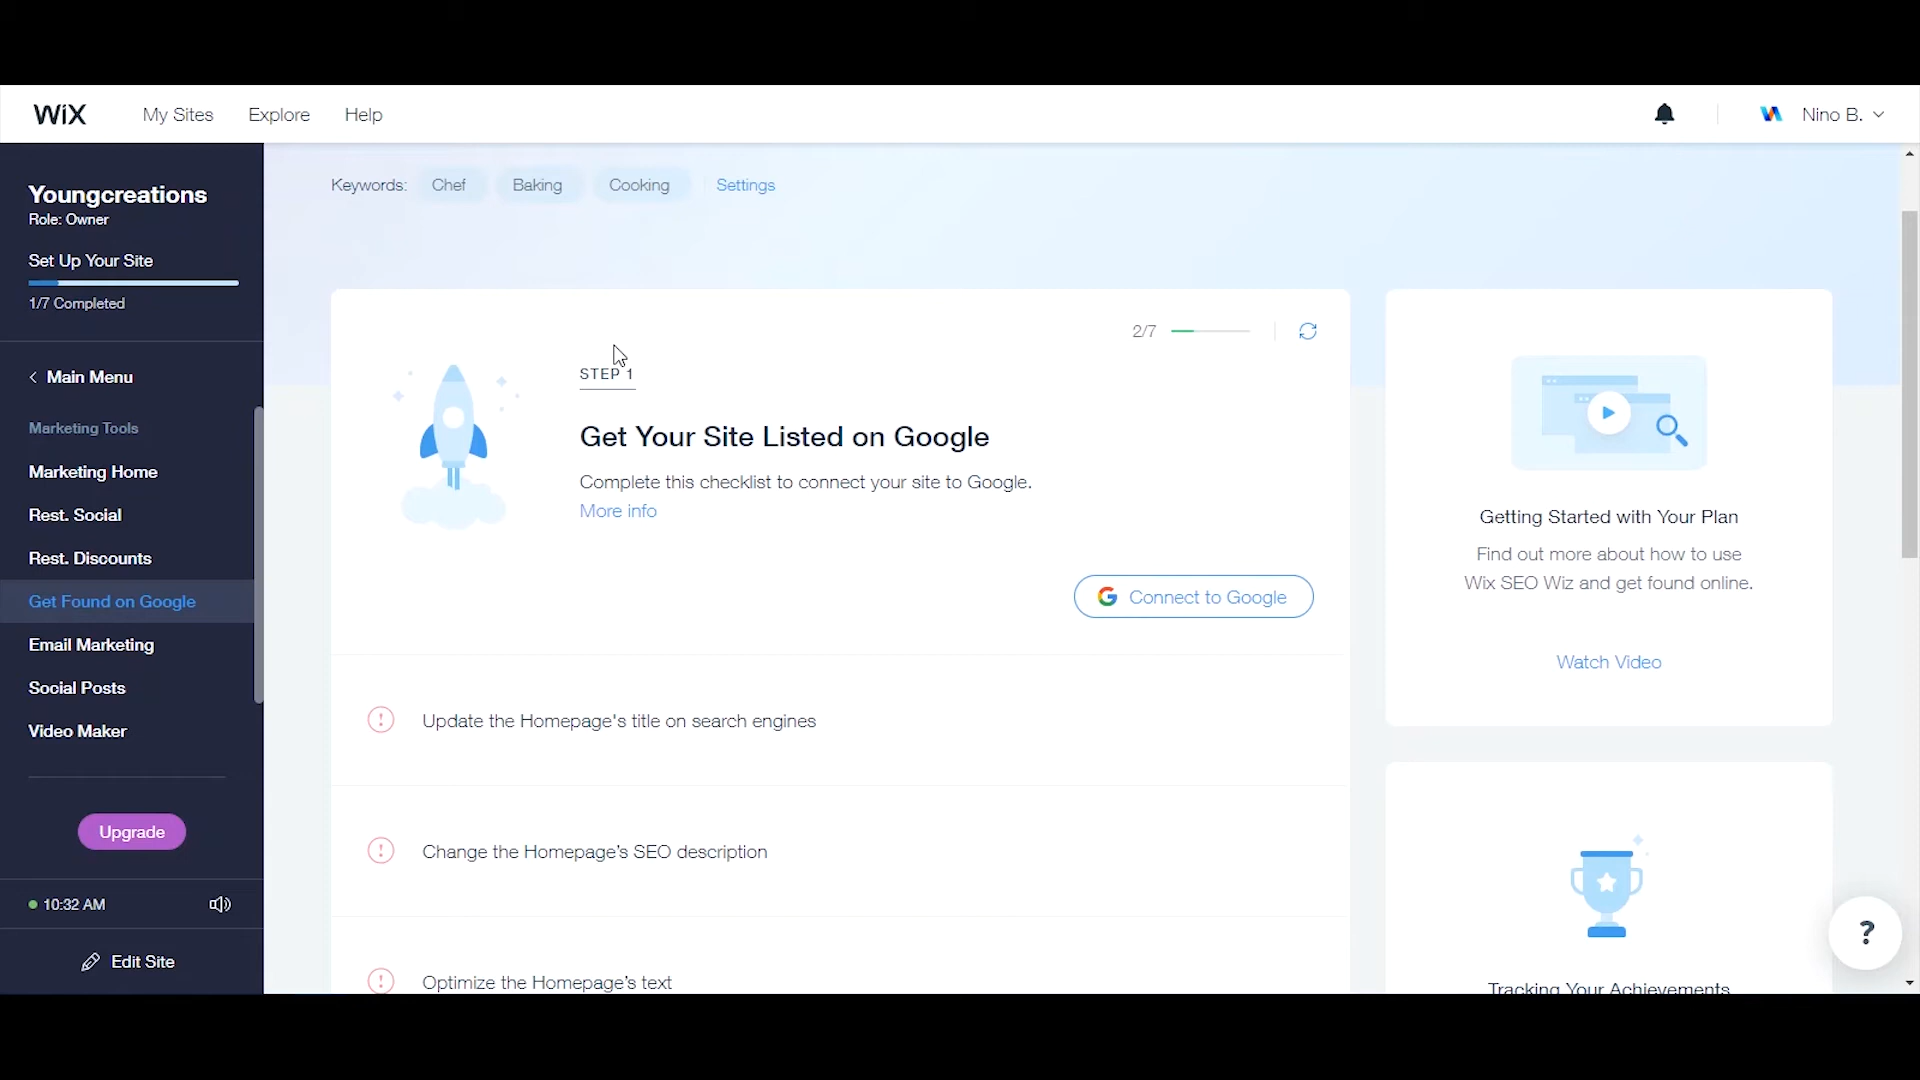 WiX My Sites Explore Help Nino B.
Youngcreations
Role: Owner
Set Up Your Site
1/7 Completed
Main Menu
Marketing Tools
Marketing Home
Rest. Social
Rest. Discounts
Get Found on Google
Email Marketing
Social Posts
Video Maker
Upgrade
10:32 AM
Edit Site
Keywords: Chef Baking Cooking Settings
2/7
STEP 1
Get Your Site Listed on Google
Complete this checklist to connect your site to Google.
More info
Connect to Google
Update the Homepage's title on search engines
Change the Homepage’s SEO description
Optimize the Homepage’s text
Getting Started with Your Plan
Find out more about how to use
Wix SEO Wiz and get found online.
Watch Video
Tracking Your Achievements
?